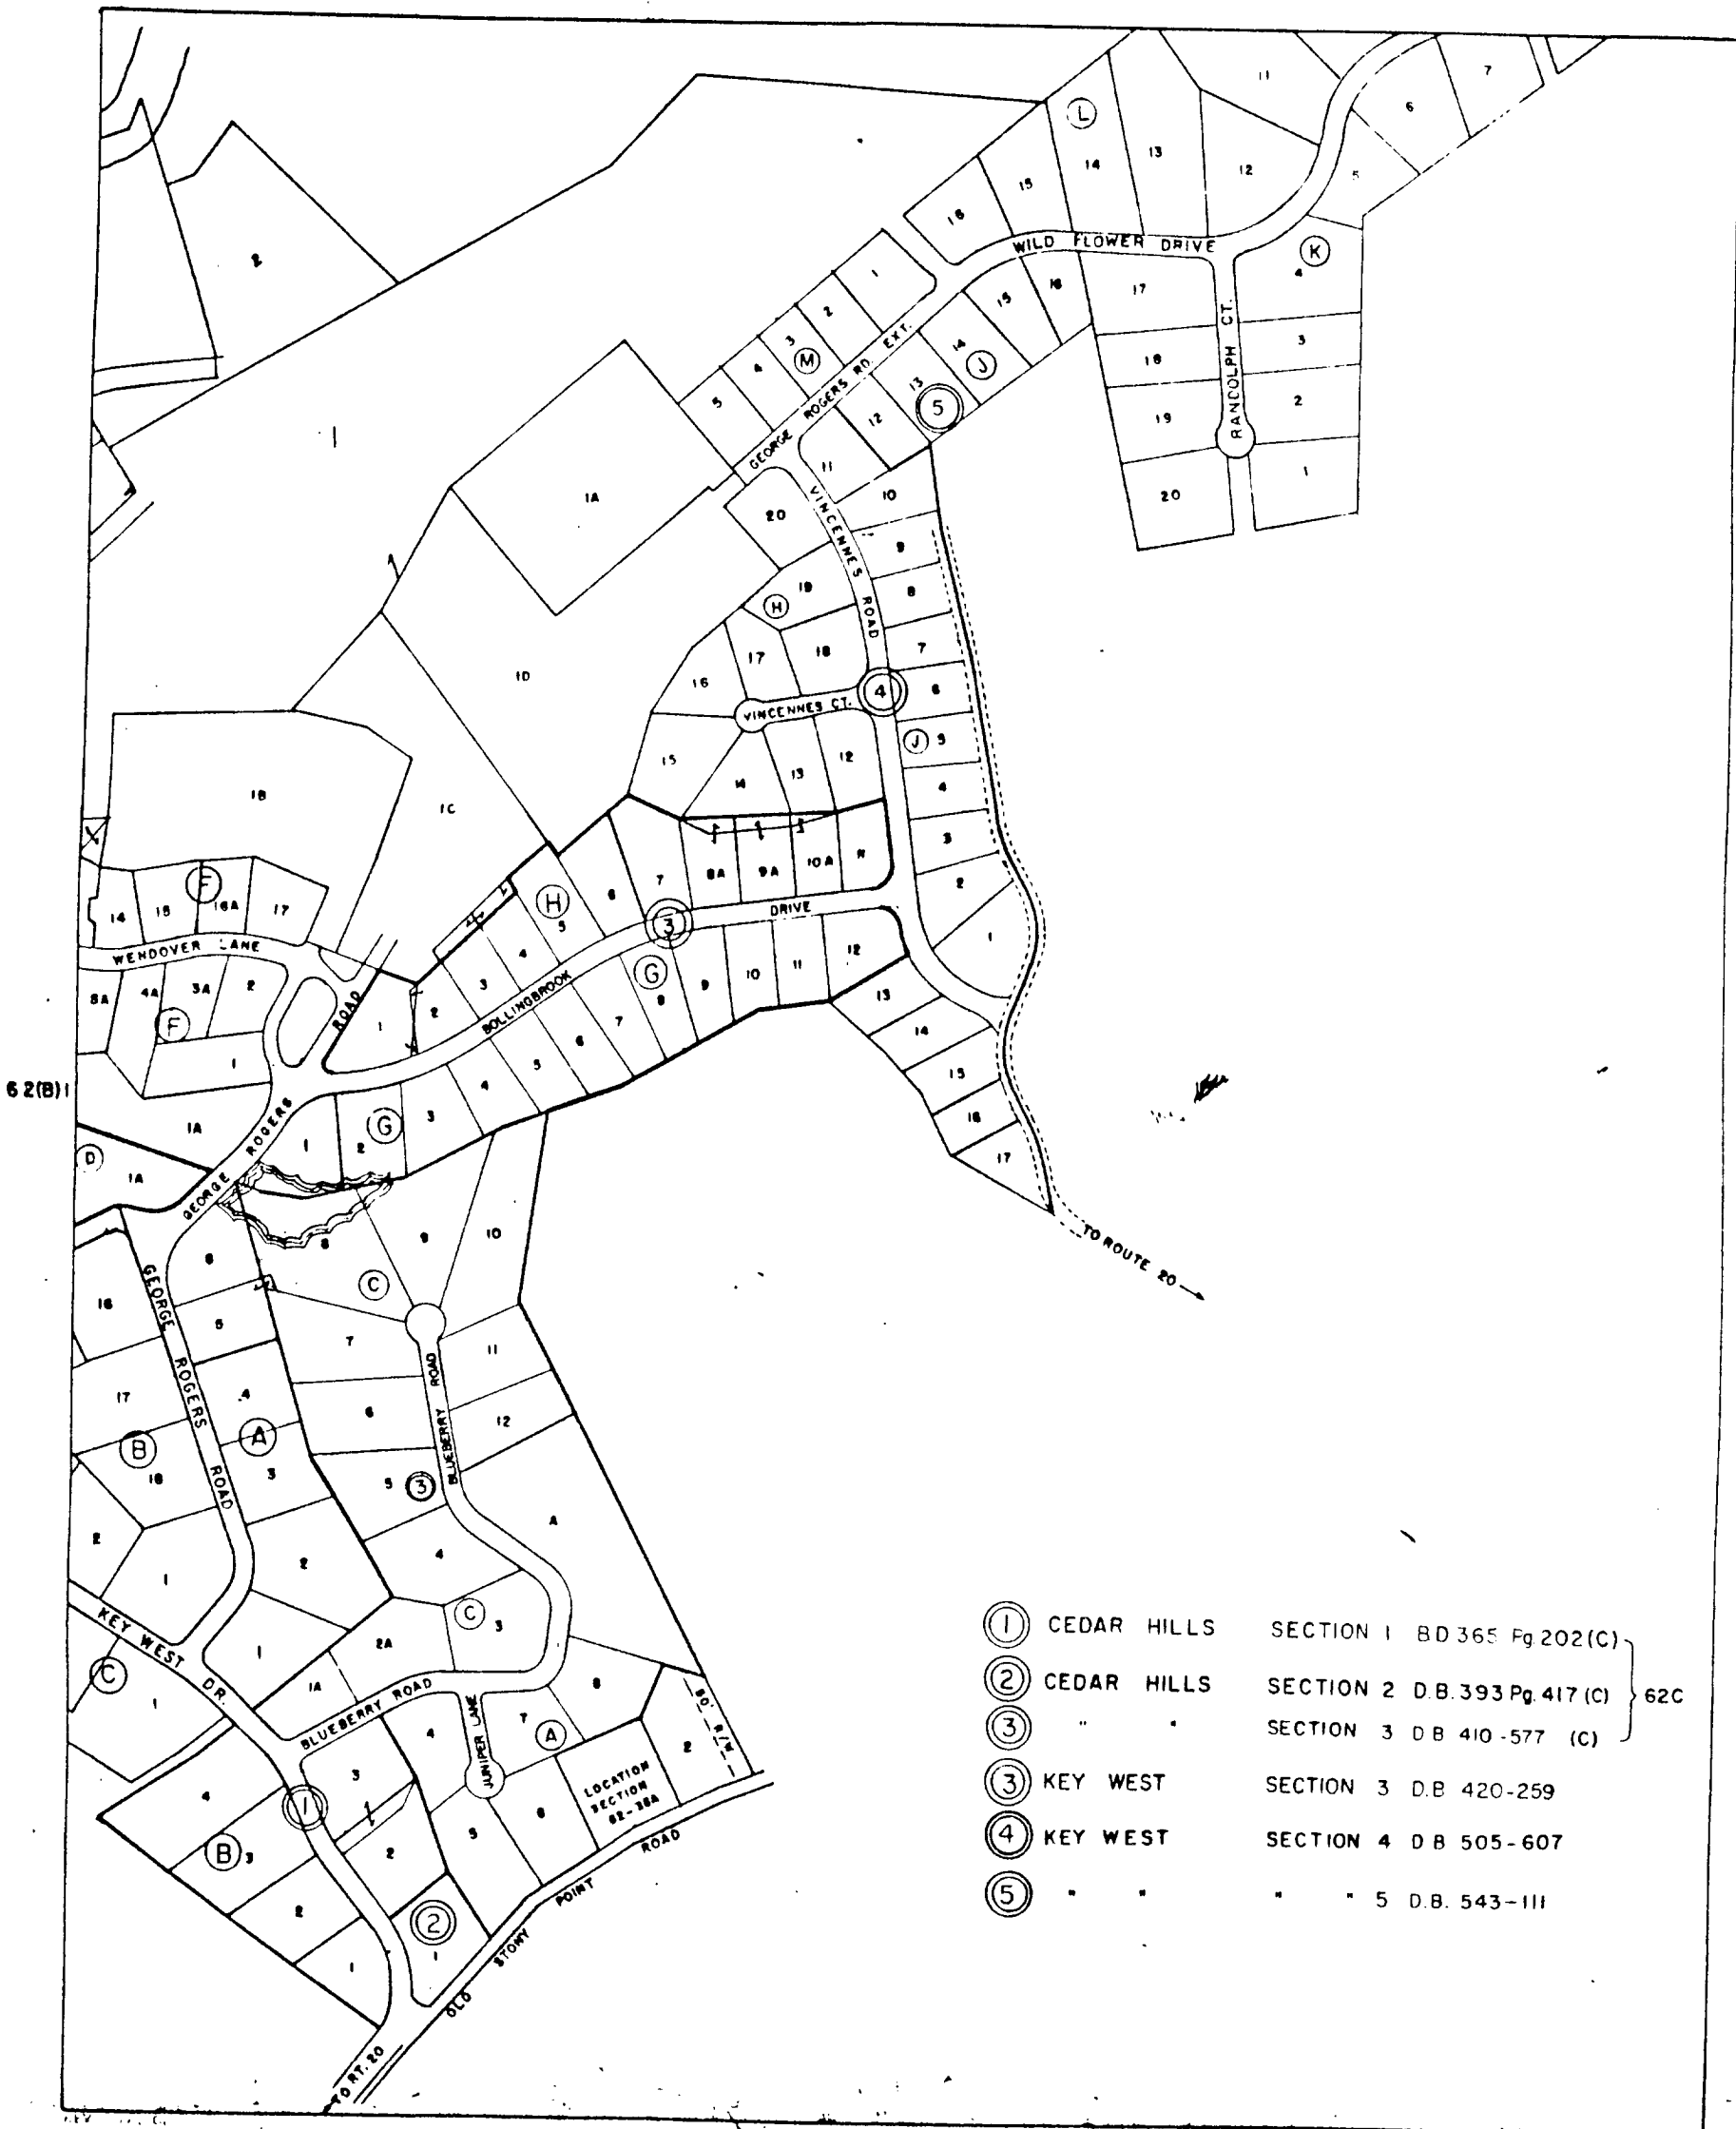 11
7
6
L
13
14
12
5
15
16
WILD FLOWER DRIVE
K
4
2
1
17
15
16
2
3
RANDOLPH CT.
3
M
14
J
18
4
13
5
GEORGE ROGERS RD. EXT.
2
5
12
19
11
1
1A
10
20
20
VINCENNES ROAD
9
19
8
H
7
17
18
1D
16
6
4
VINCENNES CT.
J
5
15
12
13
14
4
1B
1C
3
8A
9A
10A
11
7
F
6
2
H
14
15
16A
17
5
3
DRIVE
1
WENDOVER LANE
4
12
G
11
10
9
5A
4A
3A
2
3
8
13
F
ROAD
1
2
BOLLINGBROOK
7
14
6
1
5
15
62(B)1
4
16
1A
GEORGE ROGERS
G
3
1
2
17
D
1A
8
9
10
TO ROUTE 20
6
C
16
GEORGE ROGERS ROAD
5
7
11
17
4
6
BLUEBERRY ROAD
12
B
A
18
3
5
3
A
2
2
4
1
C
3
KEY WEST DR.
1
2A
C
1
1A
8
BLUEBERRY ROAD
JUNIPER LANE
7
A
4
50' R/W
2
3
LOCATION
SECTION
62-35A
4
1
6
5
B
3
2
ROAD
2
2
1
1
POINT
STONY
OLD
TO RT. 20
1 CEDAR HILLS SECTION 1 BD 365 Pg. 202 (C)
2 CEDAR HILLS SECTION 2 D.B. 393 Pg. 417 (C) 62C
3 " " SECTION 3 D B 410-577 (C)
3 KEY WEST SECTION 3 D.B 420-259
4 KEY WEST SECTION 4 D B 505-607
5 " " " " 5 D.B. 543-111